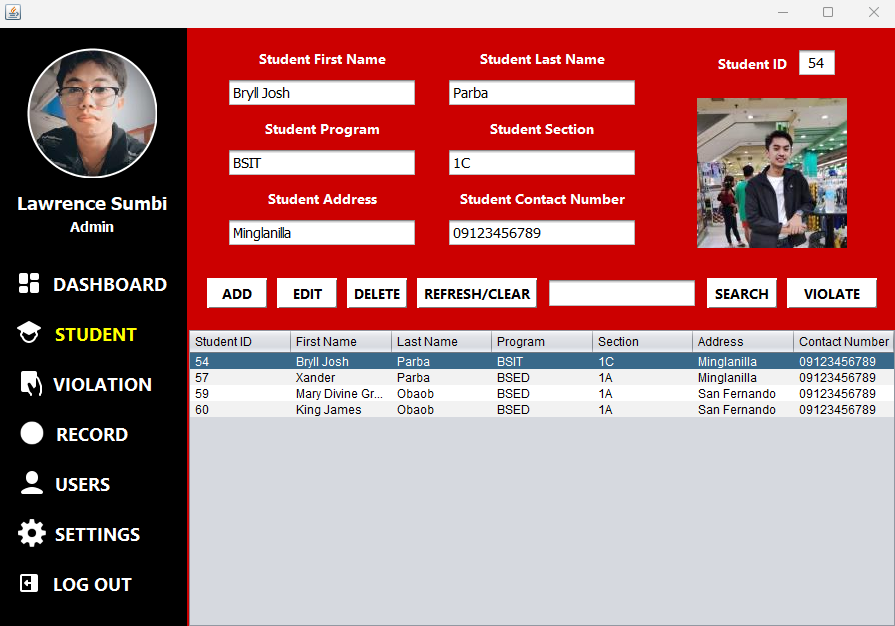 Lawrence Sumbi
Admin
DASHBOARD
STUDENT
VIOLATION
RECORD
USERS
SETTINGS
LOG OUT
Student First Name Student Last Name Student ID 54
Bryll Josh Parba
Student Program Student Section
BSIT 1C
Student Address Student Contact Number
Minglanilla 09123456789
ADD EDIT DELETE REFRESH/CLEAR SEARCH VIOLATE
Student ID First Name Last Name Program Section Address Contact Number
54 Bryll Josh Parba BSIT 1C Minglanilla 09123456789
57 Xander Parba BSED 1A Minglanilla 09123456789
59 Mary Divine Gr... Obaob BSED 1A San Fernando 09123456789
60 King James Obaob BSED 1A San Fernando 09123456789